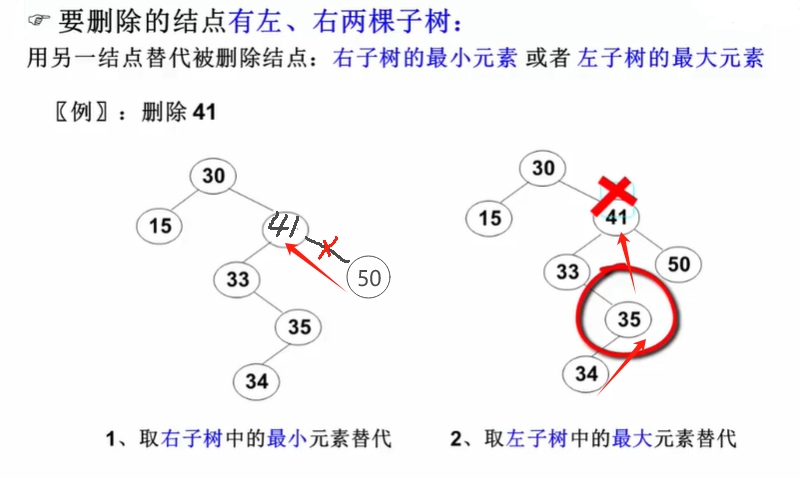 ☞ 要删除的结点有左、右两棵子树：
用另一结点替代被删除结点：右子树的最小元素 或者 左子树的最大元素
〖例〗：删除 41
30
30
15
41
15
41
33
50
33
50
35
35
34
34
1、取右子树中的最小元素替代
2、取左子树中的最大元素替代